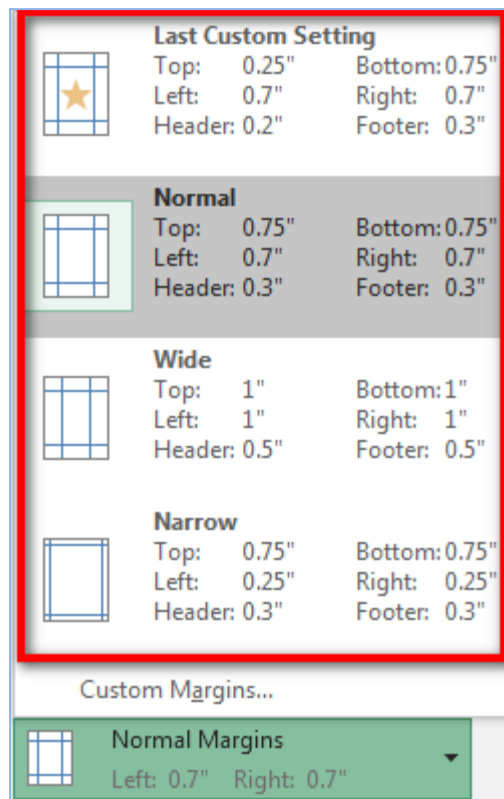 Last Custom Setting
Top: 0.25" Bottom: 0.75"
Left: 0.7" Right: 0.7"
Header: 0.2" Footer: 0.3"
Normal
Top: 0.75" Bottom: 0.75"
Left: 0.7" Right: 0.7"
Header: 0.3" Footer: 0.3"
Wide
Top: 1" Bottom: 1"
Left: 1" Right: 1"
Header: 0.5" Footer: 0.5"
Narrow
Top: 0.75" Bottom: 0.75"
Left: 0.25" Right: 0.25"
Header: 0.3" Footer: 0.3"
Custom Margins...
Normal Margins
Left: 0.7" Right: 0.7"